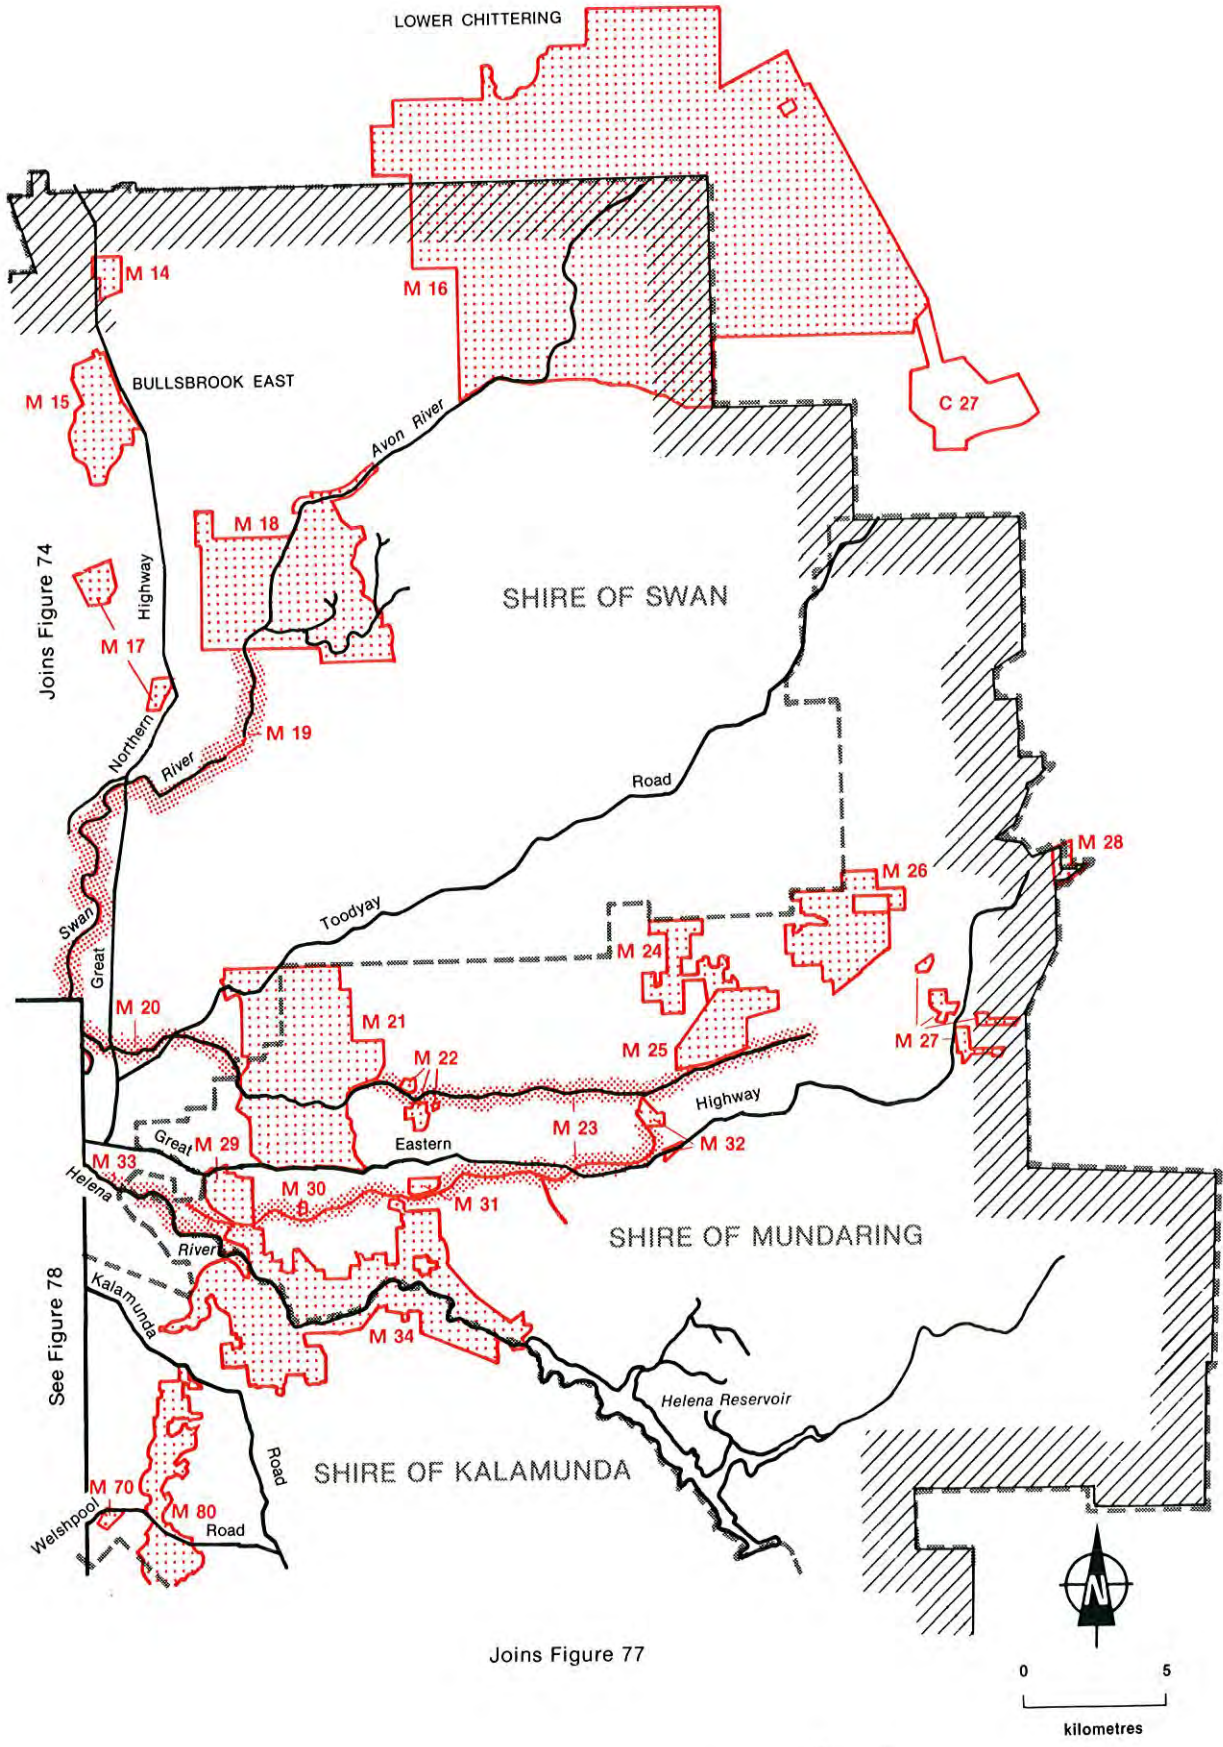 LOWER CHITTERING
M 14
M 16
BULLSBROOK EAST
M 15
C 27
Avon River
M 18
Joins Figure 74
Highway
SHIRE OF SWAN
M 17
M 19
Northern
River
Road
M 28
M 26
Toodyay
Swan
Great
M 24
M 20
M 21
M 25
M 27
M 22
Highway
M 23
Great
Eastern
M 32
M 29
M 33
Helena
M 30
M 31
SHIRE OF MUNDARING
River
Kalamunda
See Figure 78
M 34
Helena Reservoir
Road
SHIRE OF KALAMUNDA
M 70
M 80
Welshpool
Road
N
Joins Figure 77
0 5
kilometres